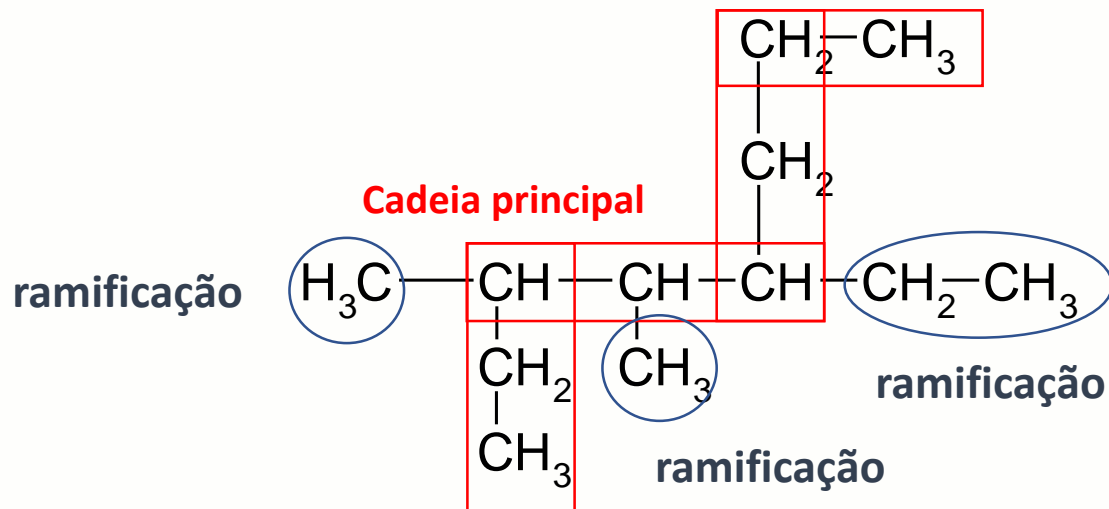 CH₂—CH₃
CH₂
Cadeia principal
ramificação H₃C—CH—CH—CH—CH₂—CH₃
CH₂ CH₃
ramificação
CH₃
ramificação